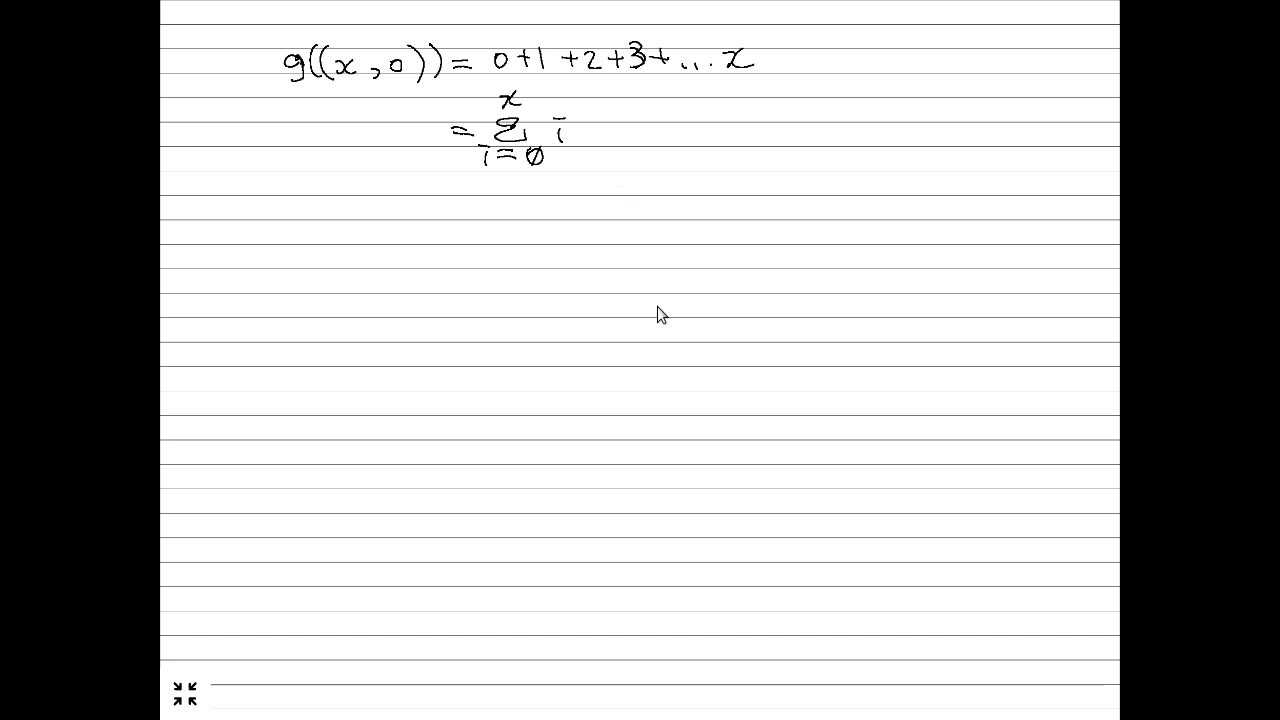 g((x,0)) = 0+1+2+3+...x
x
= Σ i
i=0